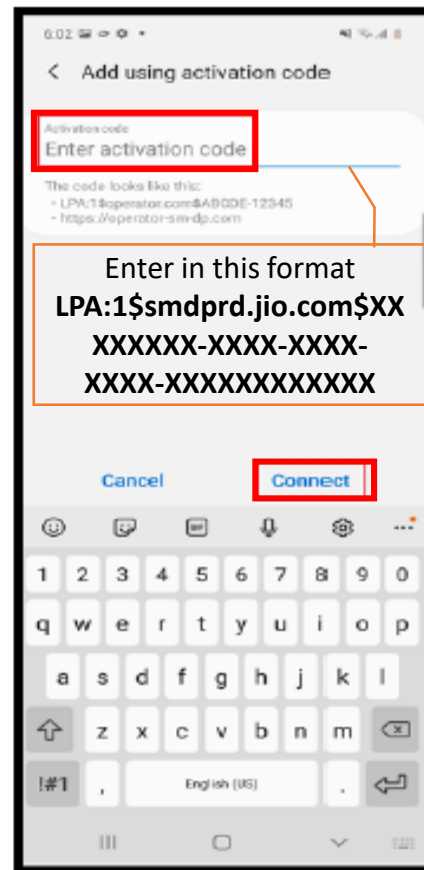 6:02
Add using activation code
Activation code
Enter activation code
The code looks like this:
- LPA:1$operator.com$ABCDE-12345
- https://operator-sm-dp.com
Enter in this format
LPA:1$smdprd.jio.com$XX
XXXXXX-XXXX-XXXX-
XXXX-XXXXXXXXXXXX
Cancel Connect
1 2 3 4 5 6 7 8 9 0
q w e r t y u i o p
a s d f g h j k l
z x c v b n m
!#1 , English (US) .